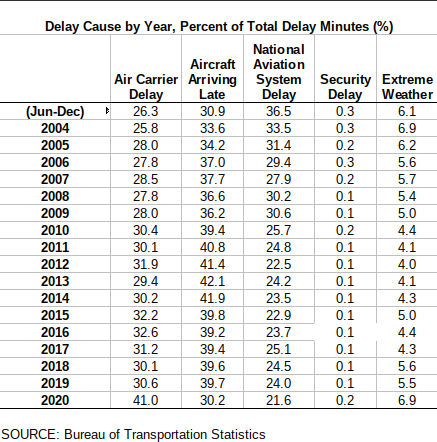 Delay Cause by Year, Percent of Total Delay Minutes (%)
Air Carrier Delay Aircraft Arriving Late National Aviation System Delay Security Delay Extreme Weather
(Jun-Dec) 26.3 30.9 36.5 0.3 6.1
2004 25.8 33.6 33.5 0.3 6.9
2005 28.0 34.2 31.4 0.2 6.2
2006 27.8 37.0 29.4 0.3 5.6
2007 28.5 37.7 27.9 0.2 5.7
2008 27.8 36.6 30.2 0.1 5.4
2009 28.0 36.2 30.6 0.1 5.0
2010 30.4 39.4 25.7 0.2 4.4
2011 30.1 40.8 24.8 0.1 4.1
2012 31.9 41.4 22.5 0.1 4.0
2013 29.4 42.1 24.2 0.1 4.1
2014 30.2 41.9 23.5 0.1 4.3
2015 32.2 39.8 22.9 0.1 5.0
2016 32.6 39.2 23.7 0.1 4.4
2017 31.2 39.4 25.1 0.1 4.3
2018 30.1 39.6 24.5 0.1 5.6
2019 30.6 39.7 24.0 0.1 5.5
2020 41.0 30.2 21.6 0.2 6.9
SOURCE: Bureau of Transportation Statistics